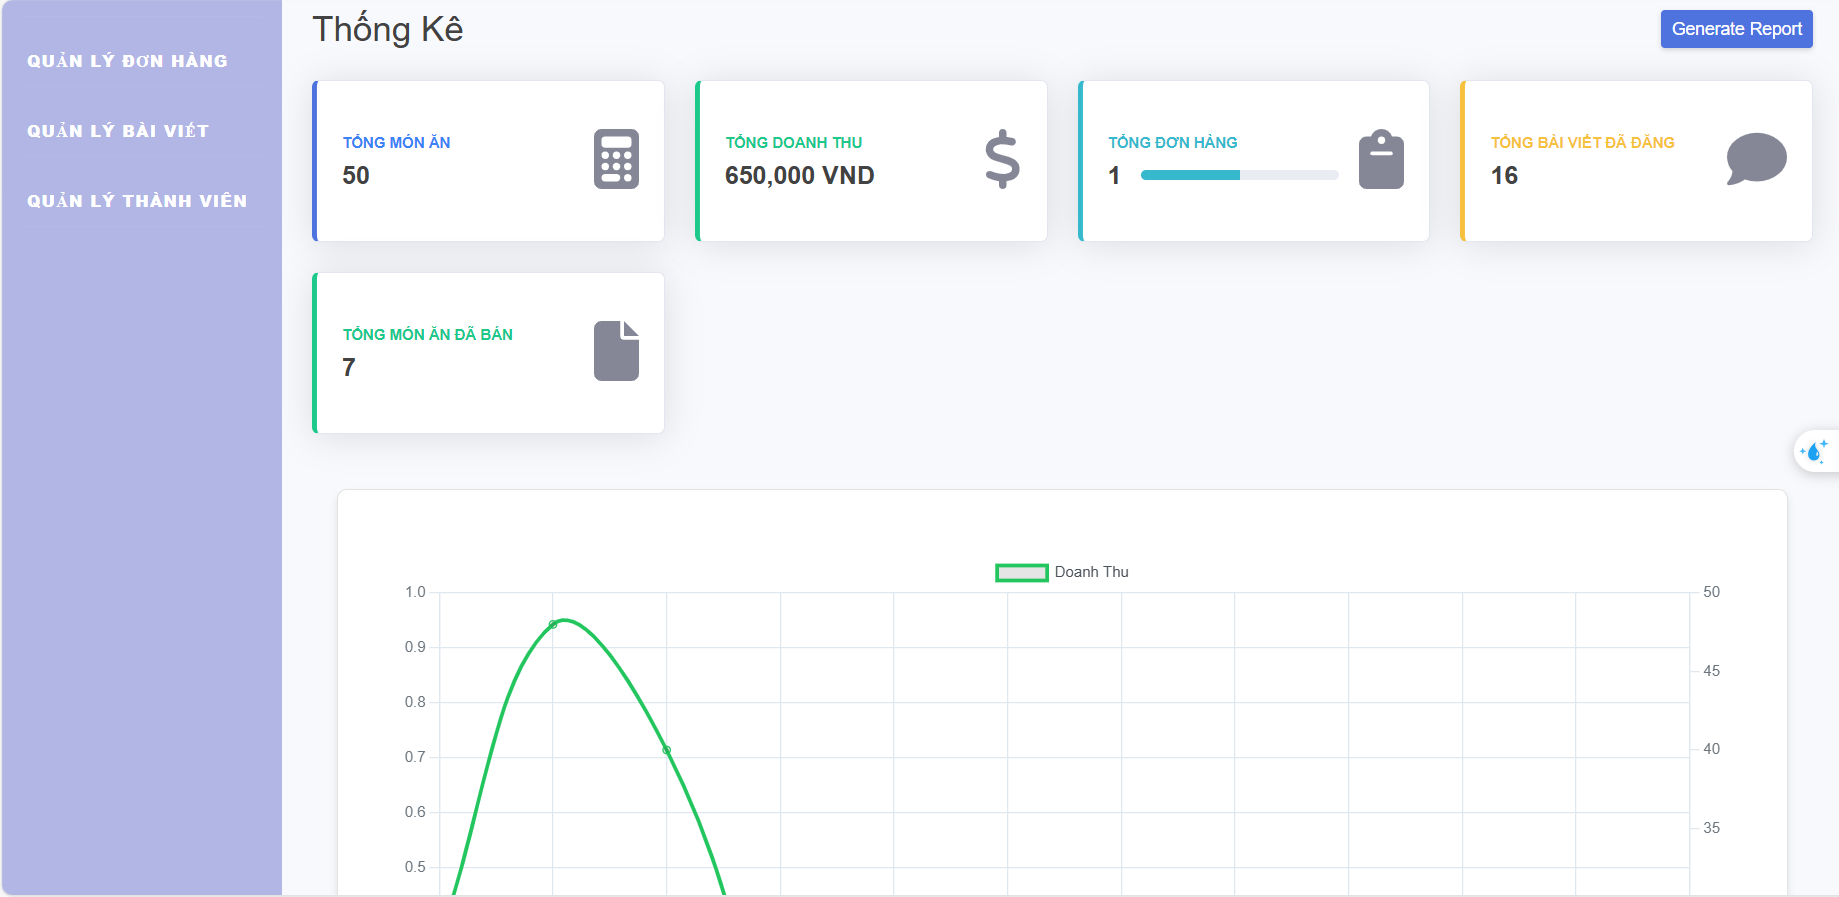 QUẢN LÝ ĐƠN HÀNG
QUẢN LÝ BÀI VIẾT
QUẢN LÝ THÀNH VIÊN
Thống Kê
Generate Report
TỔNG MÓN ĂN
50
TỔNG DOANH THU
650,000 VND
TỔNG ĐƠN HÀNG
1
TỔNG BÀI VIẾT ĐÃ ĐĂNG
16
TỔNG MÓN ĂN ĐÃ BÁN
7
Doanh Thu
1.0
0.9
0.8
0.7
0.6
0.5
50
45
40
35